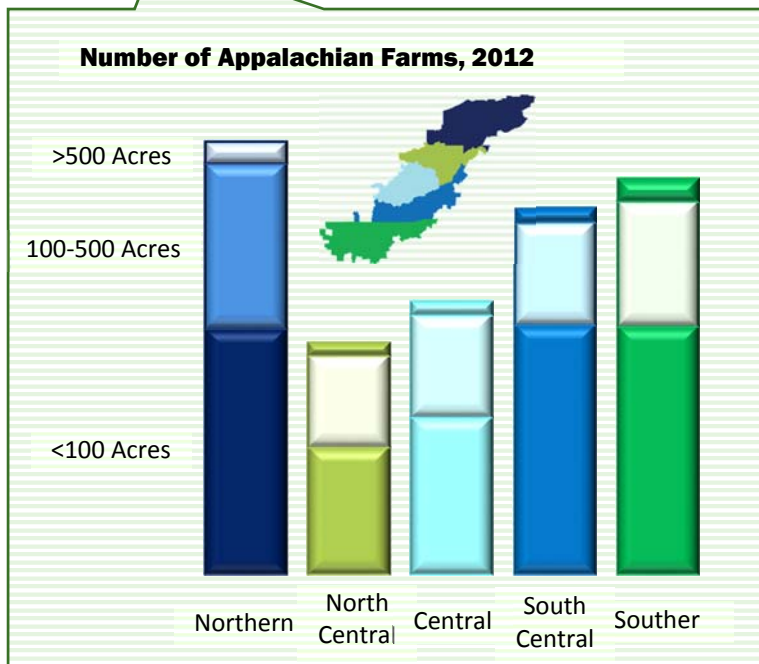 Number of Appalachian Farms, 2012
>500 Acres
100-500 Acres
<100 Acres
Northern
North
Central
Central
South
Central
Souther